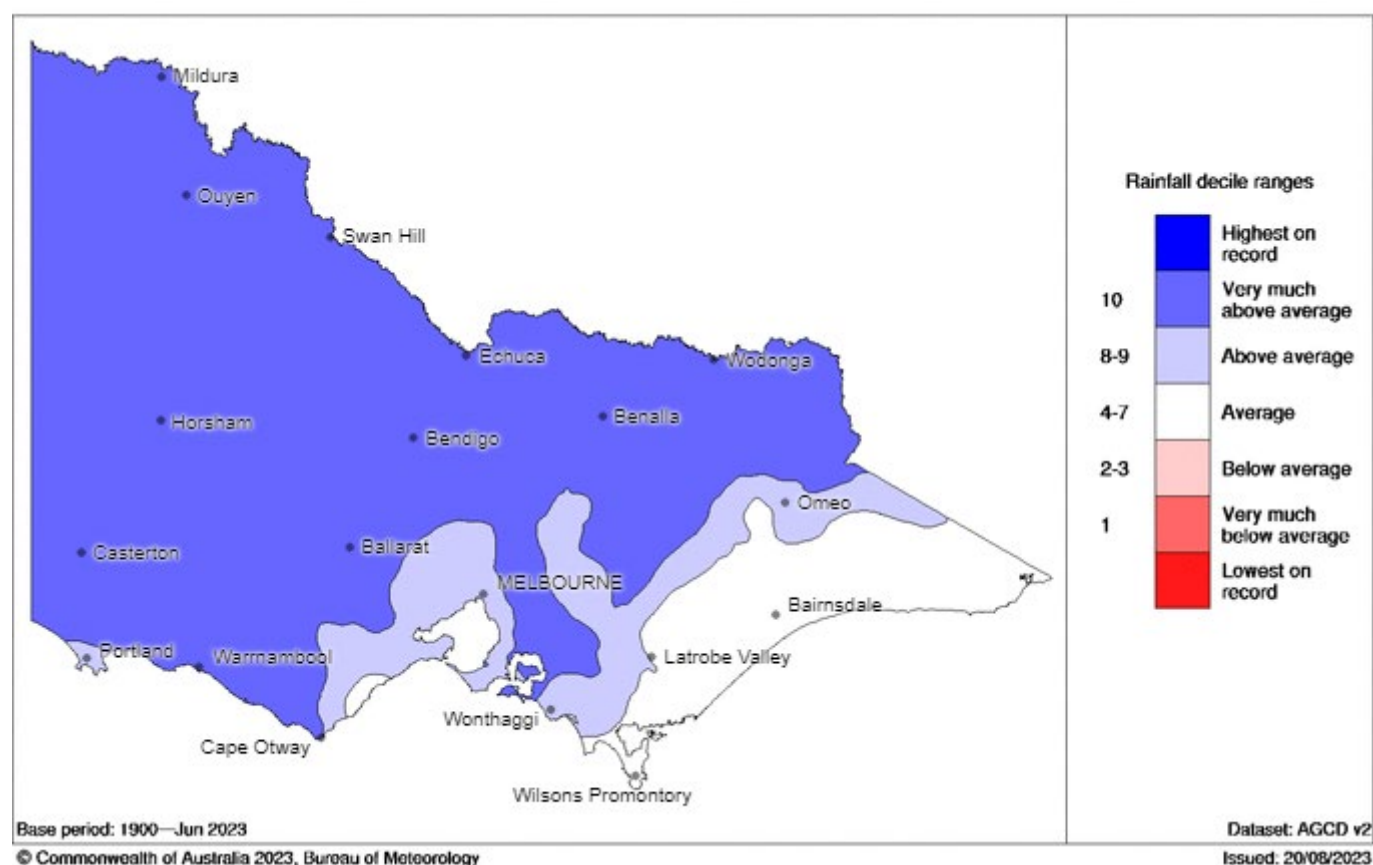 Mildura
Ouyen
Swan Hill
Echuca
Wodonga
Horsham
Bendigo
Benalla
Omeo
Casterton
Ballarat
MELBOURNE
Bairnsdale
Portland
Warrnambool
Latrobe Valley
Wonthaggi
Cape Otway
Wilsons Promontory
Rainfall decile ranges
Highest on
record
10
Very much
above average
8-9
Above average
4-7
Average
2-3
Below average
1
Very much
below average
Lowest on
record
Base period: 1900—Jun 2023
Dataset: AGCD v2
© Commonwealth of Australia 2023, Bureau of Meteorology
Issued: 20/08/2023